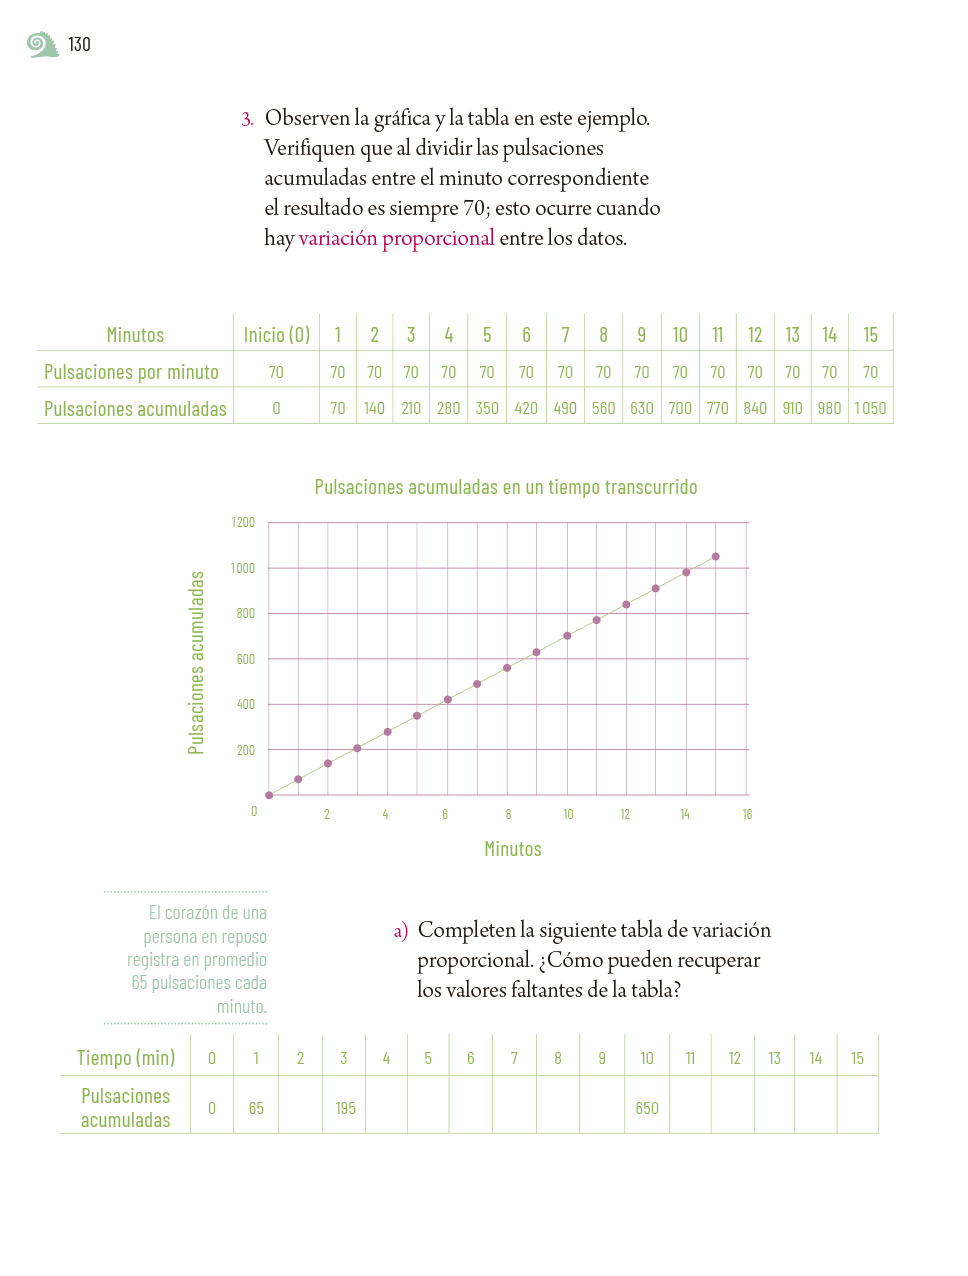 130
3. Observen la gráfica y la tabla en este ejemplo.
Verifiquen que al dividir las pulsaciones
acumuladas entre el minuto correspondiente
el resultado es siempre 70; esto ocurre cuando
hay variación proporcional entre los datos.
Minutos Inicio (0) 1 2 3 4 5 6 7 8 9 10 11 12 13 14 15
Pulsaciones por minuto 70 70 70 70 70 70 70 70 70 70 70 70 70 70 70 70
Pulsaciones acumuladas 0 70 140 210 280 350 420 490 560 630 700 770 840 910 980 1 050
Pulsaciones acumuladas en un tiempo transcurrido
Pulsaciones acumuladas
1 200
1 000
800
600
400
200
0 2 4 6 8 10 12 14 16
Minutos
El corazón de una
persona en reposo
registra en promedio
65 pulsaciones cada
minuto.
a) Completen la siguiente tabla de variación
proporcional. ¿Cómo pueden recuperar
los valores faltantes de la tabla?
Tiempo (min) 0 1 2 3 4 5 6 7 8 9 10 11 12 13 14 15
Pulsaciones
acumuladas 0 65 195 650